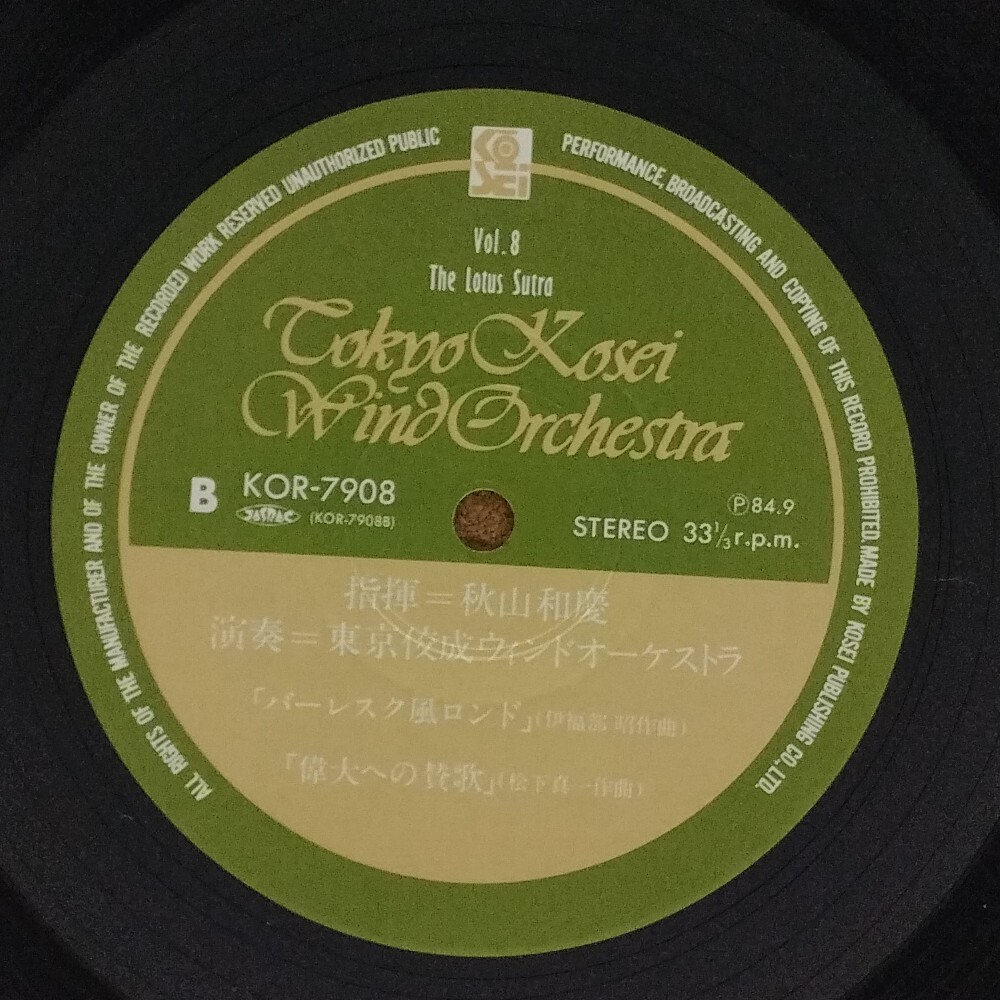 ALL RIGHTS OF THE MANUFACTURER AND OF THE OWNER OF THE RECORDED WORK RESERVED UNAUTHORIZED PUBLIC PERFORMANCE, BROADCASTING AND COPYING OF THIS RECORD PROHIBITED. MADE BY KOSEI PUBLISHING CO., LTD.
KOSEI
Vol. 8
The Lotus Sutra
Tokyo Kosei
Wind Orchestra
B KOR-7908
JASRAC (KOR-7908B)
Ⓟ84.9
STEREO 33⅓r.p.m.
指揮=秋山和慶
演奏=東京佼成ウィンドオーケストラ
「バーレスク風ロンド」(伊福部 昭作曲)
「偉大への賛歌」(松下真一作曲)